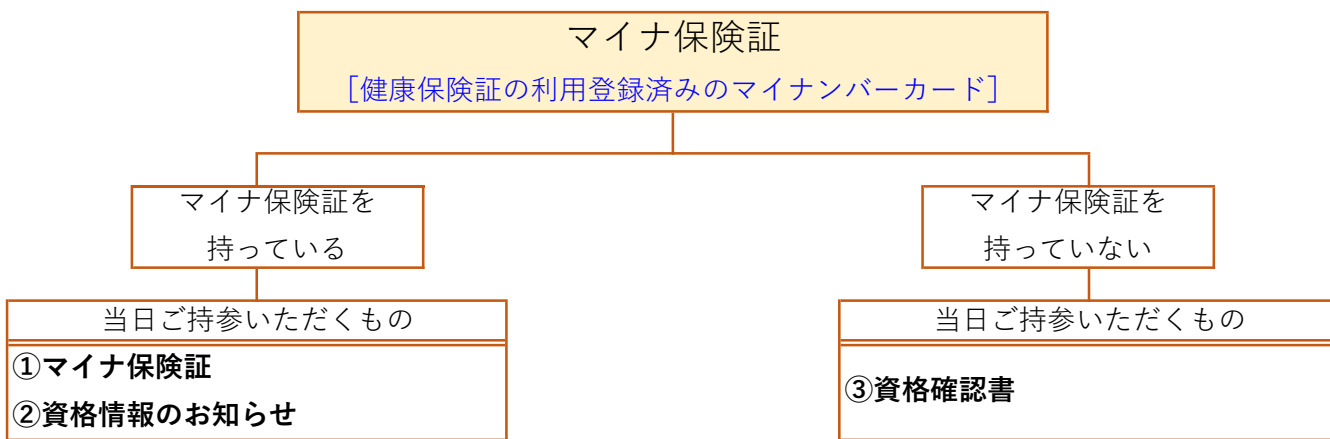 マイナ保険証
［健康保険証の利用登録済みのマイナンバーカード］
マイナ保険証を
持っている
マイナ保険証を
持っていない
当日ご持参いただくもの
①マイナ保険証
②資格情報のお知らせ
当日ご持参いただくもの
③資格確認書